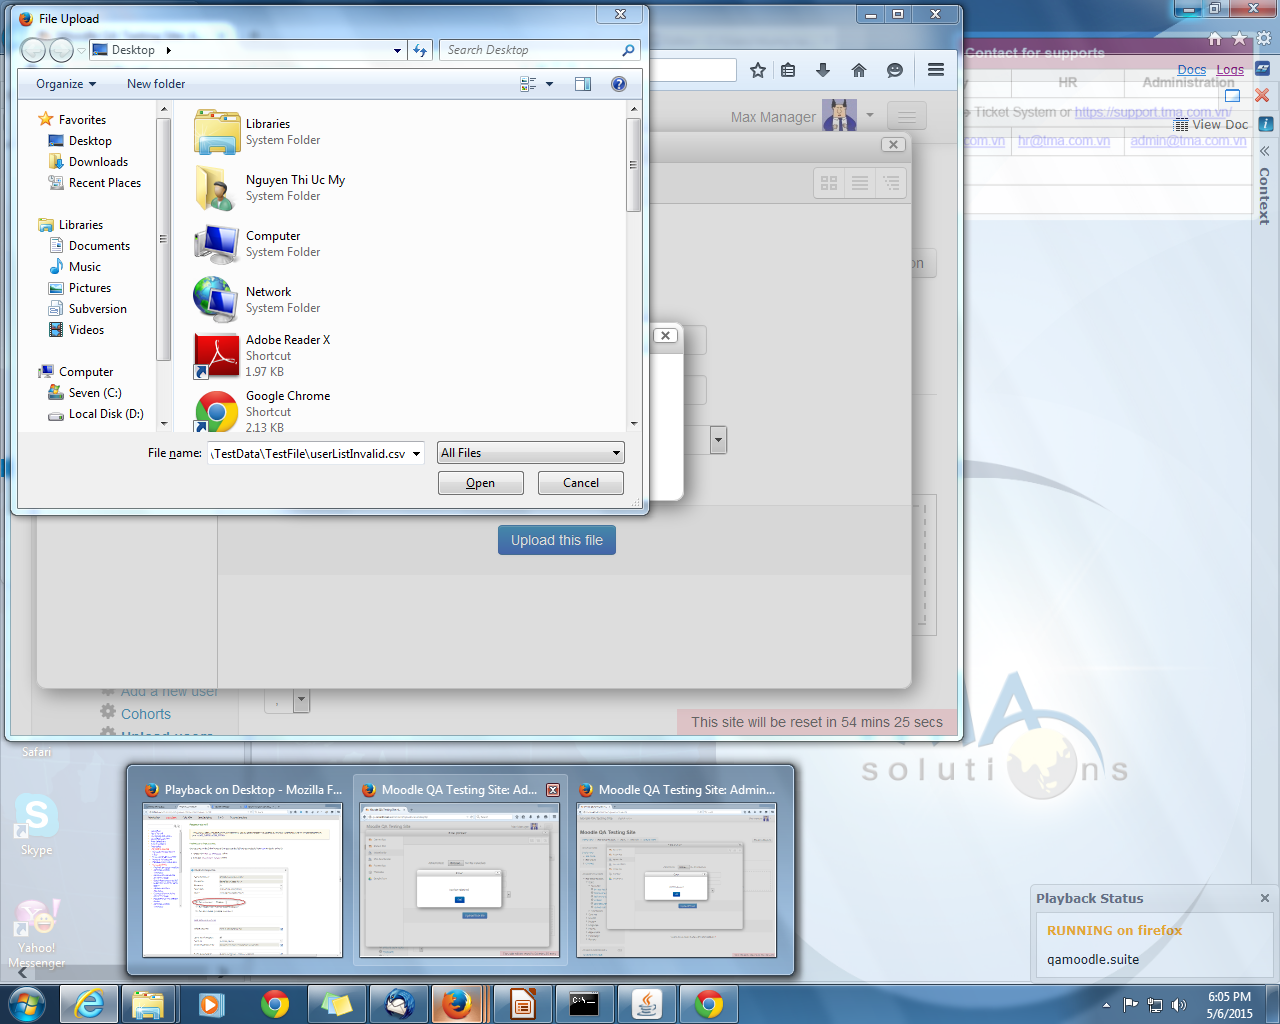 File Upload
Desktop
Search Desktop
Organize
New folder
Favorites
Desktop
Downloads
Recent Places
Libraries
Documents
Music
Pictures
Subversion
Videos
Computer
Seven (C:)
Local Disk (D:)
Libraries
System Folder
Nguyen Thi Uc My
System Folder
Computer
System Folder
Network
System Folder
Adobe Reader X
Shortcut
1.97 KB
Google Chrome
Shortcut
2.13 KB
File name:
\TestData\TestFile\userListInvalid.csv
All Files
Open
Cancel
Max Manager
Upload this file
Add a new user
Cohorts
Upload users
This site will be reset in 54 mins 25 secs
Contact for supports
Docs
Logs
HR
Administration
Ticket System or https://support.tma.com.vn/
View Doc
com.vn
hr@tma.com.vn
admin@tma.com.vn
Context
solutions
Safari
Skype
Yahoo!
Messenger
Playback on Desktop - Mozilla F...
Moodle QA Testing Site: Ad...
Moodle QA Testing Site: Admin...
Moodle QA Testing Site
Playback Status
RUNNING on firefox
qamoodle.suite
6:05 PM
5/6/2015